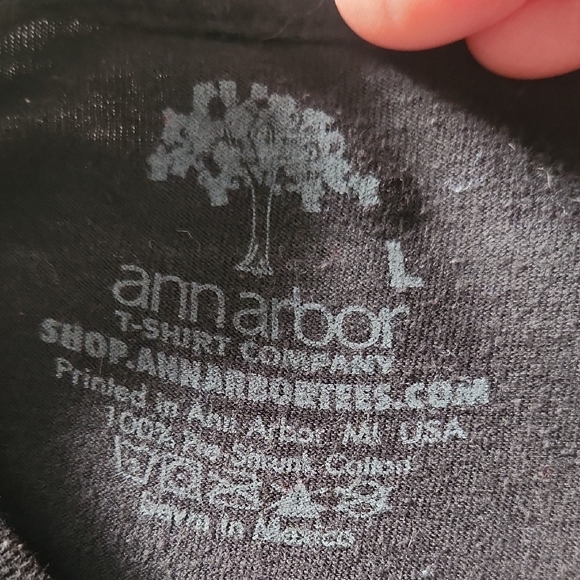 L
ann arbor
T-SHIRT COMPANY
SHOP.ANNARBORTEES.COM
Printed in Ann Arbor MI, USA
100% Pre Shrunk Cotton
Sewn in Mexico